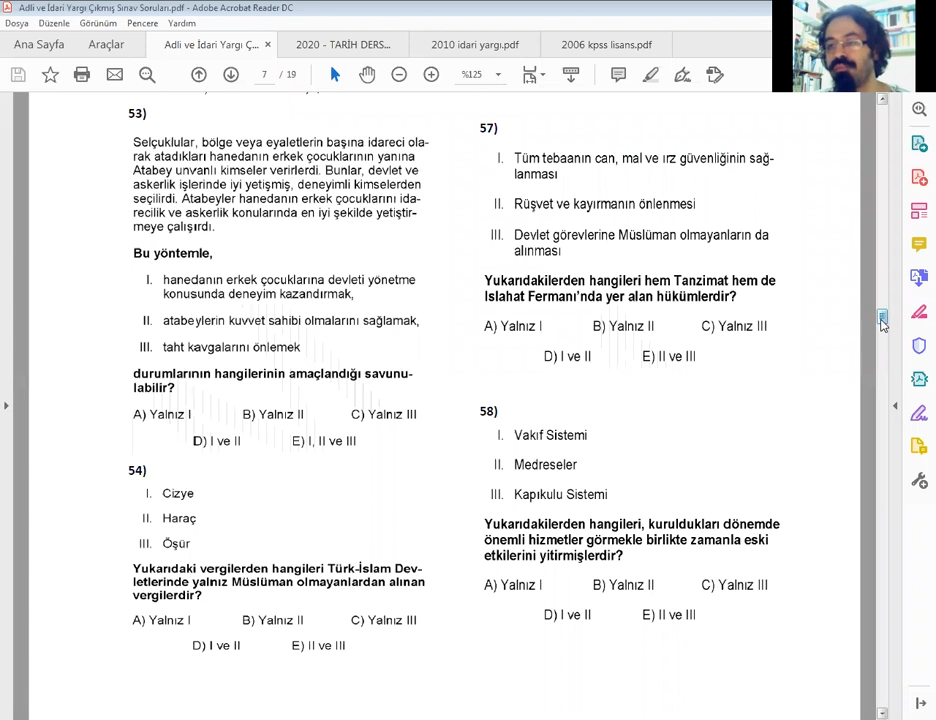 Adli ve İdari Yargı Çıkmış Sınav Soruları.pdf - Adobe Acrobat Reader DC
Dosya Düzenle Görünüm Pencere Yardım
Ana Sayfa Araçlar Adli ve İdari Yargı Ç... × 2020 - TARİH DERS... 2010 idari yargı.pdf 2006 kpss lisans.pdf
7 / 19 %125
53)
Selçuklular, bölge veya eyaletlerin başına idareci ola-
rak atadıkları hanedanın erkek çocuklarının yanına
Atabey unvanlı kimseler verirlerdi. Bunlar, devlet ve
askerlik işlerinde iyi yetişmiş, deneyimli kimselerden
seçilirdi. Atabeyler hanedanın erkek çocuklarını ida-
recilik ve askerlik konularında en iyi şekilde yetiştir-
meye çalışırdı.
Bu yöntemle,
I. hanedanın erkek çocuklarına devleti yönetme
konusunda deneyim kazandırmak,
II. atabeylerin kuvvet sahibi olmalarını sağlamak,
III. taht kavgalarını önlemek
durumlarının hangilerinin amaçlandığı savunu-
labilir?
A) Yalnız I B) Yalnız II C) Yalnız III
D) I ve II E) I, II ve III
54)
I. Cizye
II. Haraç
III. Öşür
Yukarıdaki vergilerden hangileri Türk-İslam Dev-
letlerinde yalnız Müslüman olmayanlardan alınan
vergilerdir?
A) Yalnız I B) Yalnız II C) Yalnız III
D) I ve II E) II ve III
57)
I. Tüm tebaanın can, mal ve ırz güvenliğinin sağ-
lanması
II. Rüşvet ve kayırmanın önlenmesi
III. Devlet görevlerine Müslüman olmayanların da
alınması
Yukarıdakilerden hangileri hem Tanzimat hem de
Islahat Fermanı'nda yer alan hükümlerdir?
A) Yalnız I B) Yalnız II C) Yalnız III
D) I ve II E) II ve III
58)
I. Vakıf Sistemi
II. Medreseler
III. Kapıkulu Sistemi
Yukarıdakilerden hangileri, kuruldukları dönemde
önemli hizmetler görmekle birlikte zamanla eski
etkilerini yitirmişlerdir?
A) Yalnız I B) Yalnız II C) Yalnız III
D) I ve II E) II ve III